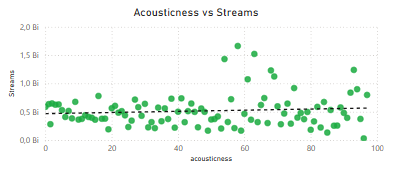 Acousticness vs Streams
2,0 Bi
1,5 Bi
1,0 Bi
0,5 Bi
0,0 Bi
Streams
0 20 40 60 80 100
acousticness